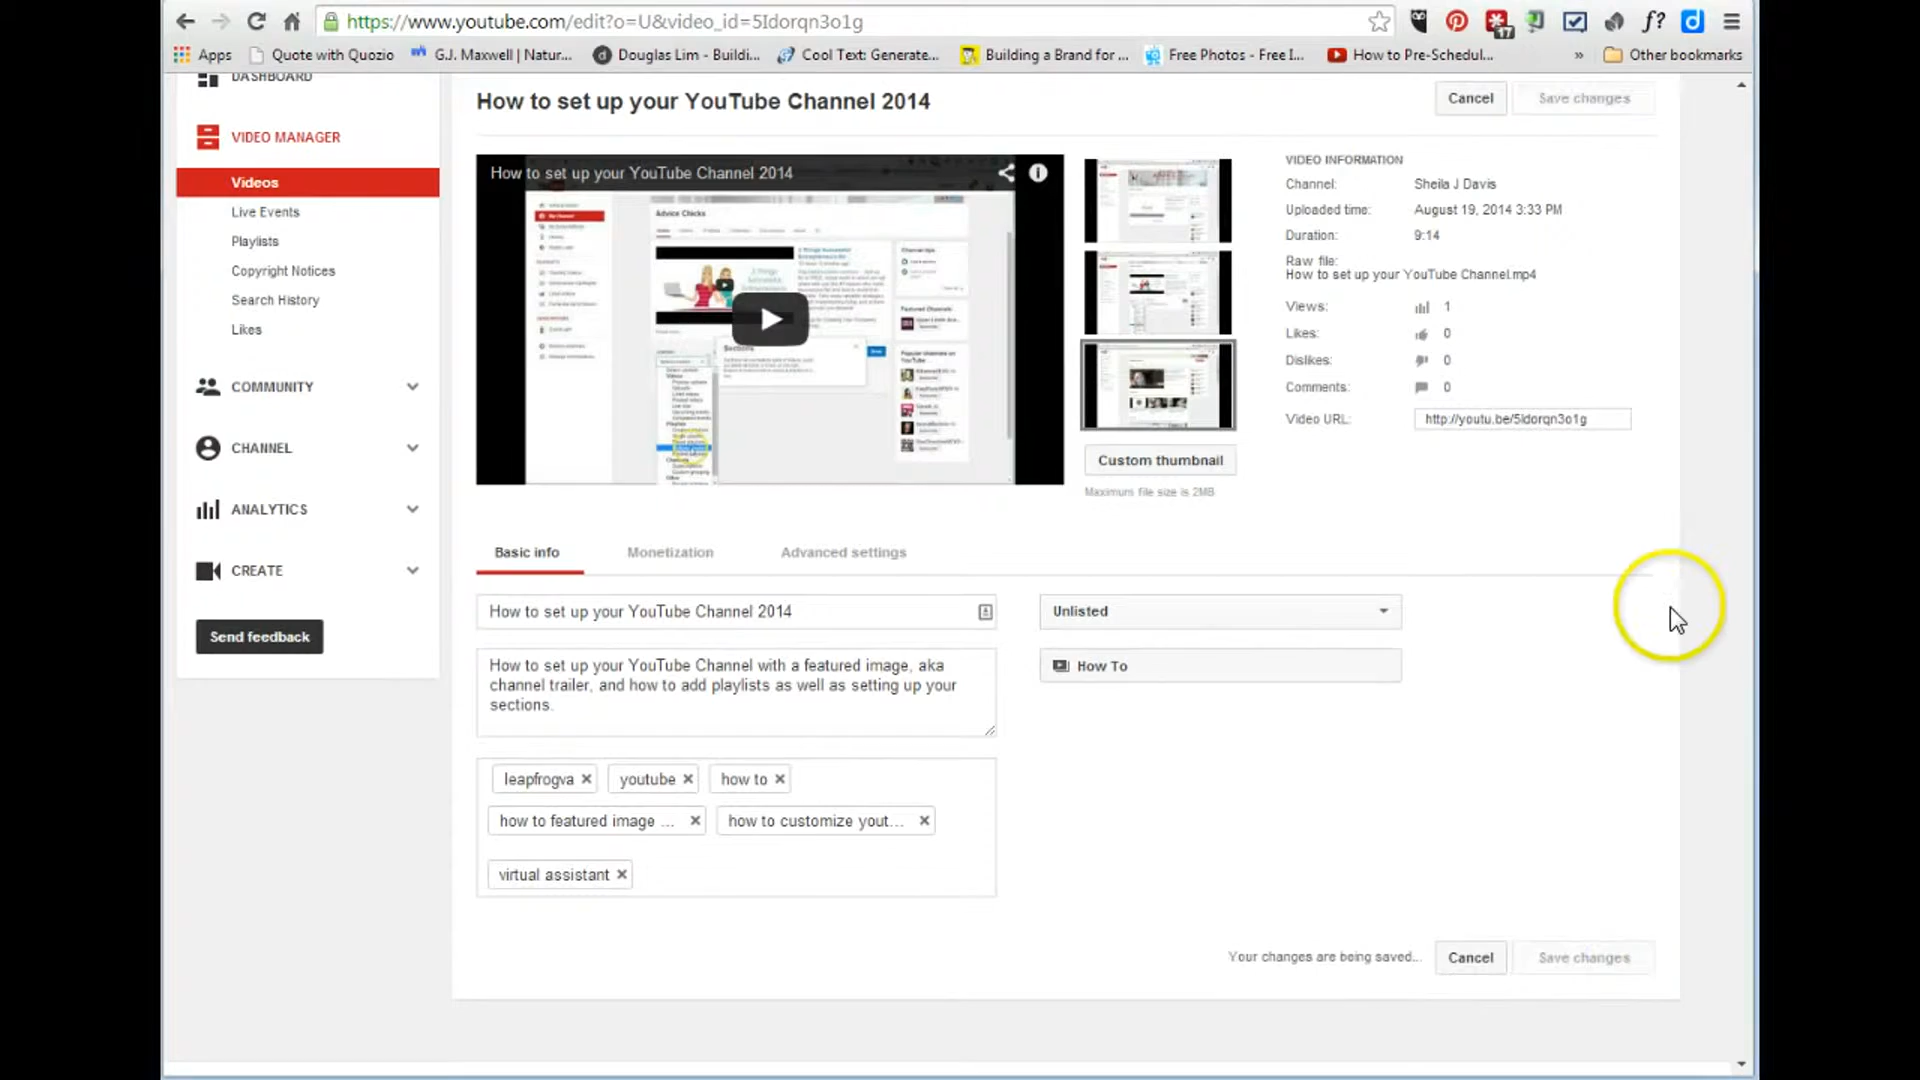 https://www.youtube.com/edit?o=U&video_id=5Idorqn3o1g
17
f?
Apps Quote with Quozio G.J. Maxwell | Natur... Douglas Lim - Buildi... Cool Text: Generate... Building a Brand for ... Free Photos - Free I... How to Pre-Schedul... » Other bookmarks
DASHBOARD
VIDEO MANAGER
Videos
Live Events
Playlists
Copyright Notices
Search History
Likes
COMMUNITY
CHANNEL
ANALYTICS
CREATE
Send feedback
How to set up your YouTube Channel 2014
Cancel Save changes
How to set up your YouTube Channel 2014
Advice Chicks
Sections
Custom thumbnail
Maximum file size is 2MB
VIDEO INFORMATION
Channel: Sheila J Davis
Uploaded time: August 19, 2014 3:33 PM
Duration: 9:14
Raw file:
How to set up your YouTube Channel.mp4
Views: 1
Likes: 0
Dislikes: 0
Comments: 0
Video URL: http://youtu.be/5Idorqn3o1g
Basic info Monetization Advanced settings
How to set up your YouTube Channel 2014
Unlisted
How to set up your YouTube Channel with a featured image, aka
channel trailer, and how to add playlists as well as setting up your
sections.
How To
leapfrogva × youtube × how to ×
how to featured image ... × how to customize yout... ×
virtual assistant ×
Your changes are being saved... Cancel Save changes